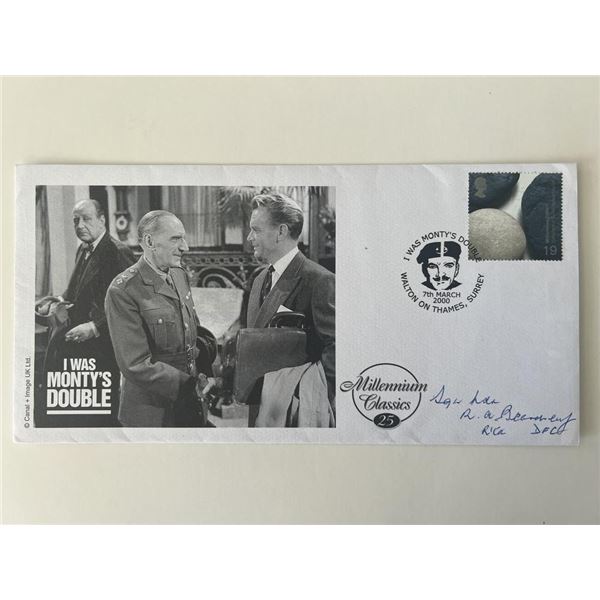 © Canal + Image UK Ltd.
I WAS
MONTY'S
DOUBLE
I WAS MONTY'S DOUBLE
7th MARCH
2000
WALTON ON THAMES, SURREY
19
Millennium
Classics
25
Sqn Ldr
DFC